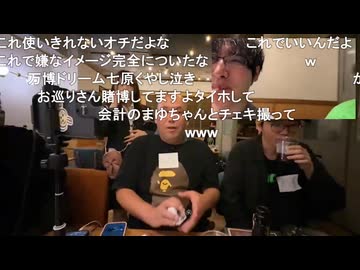 これ使いきれないオチだよな
これでいいんだよ
これで嫌なイメージ完全についたな
w
万博ドリーム七原くやし泣き・・
お巡りさん賭博してますよタイホして
会計のまゆちゃんとチェキ撮って
www